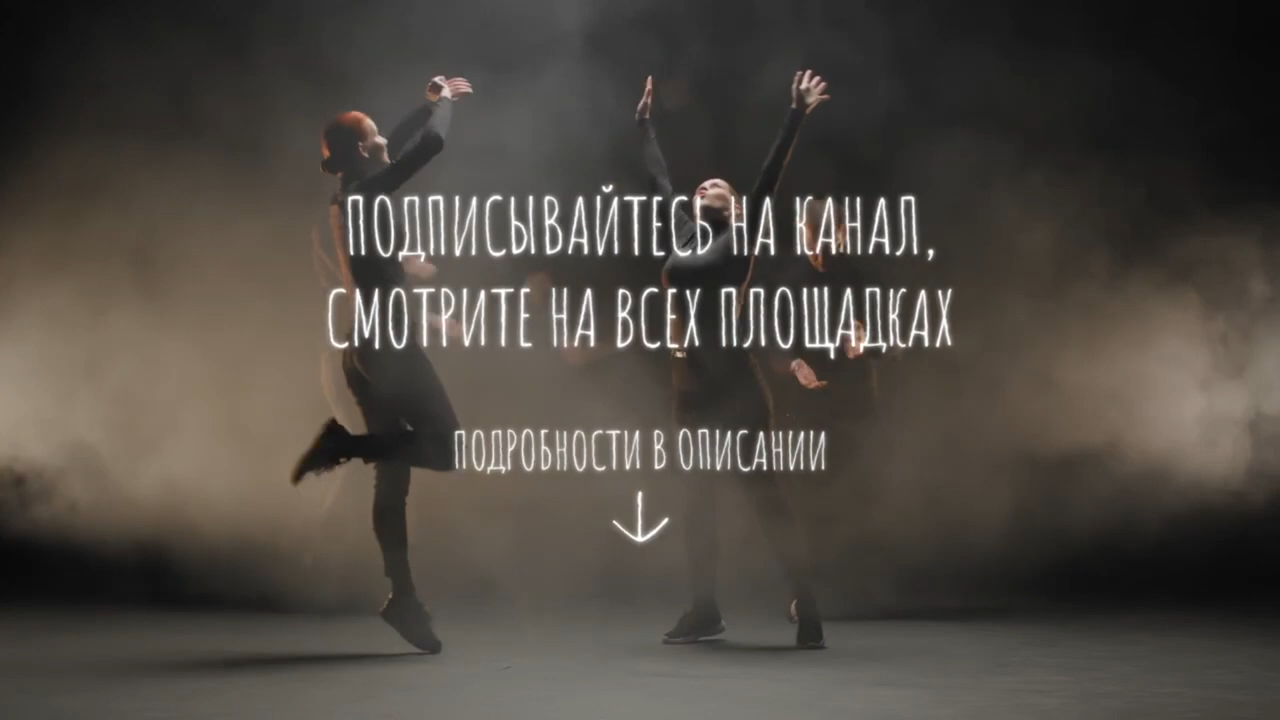 ПОДПИСЫВАЙТЕСЬ НА КАНАЛ,
СМОТРИТЕ НА ВСЕХ ПЛОЩАДКАХ
ПОДРОБНОСТИ В ОПИСАНИИ